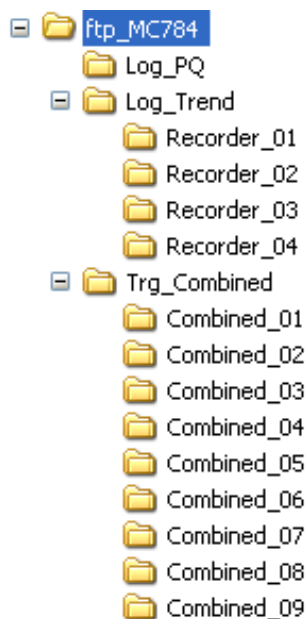 ftp_MC784
Log_PQ
Log_Trend
Recorder_01
Recorder_02
Recorder_03
Recorder_04
Trg_Combined
Combined_01
Combined_02
Combined_03
Combined_04
Combined_05
Combined_06
Combined_07
Combined_08
Combined_09